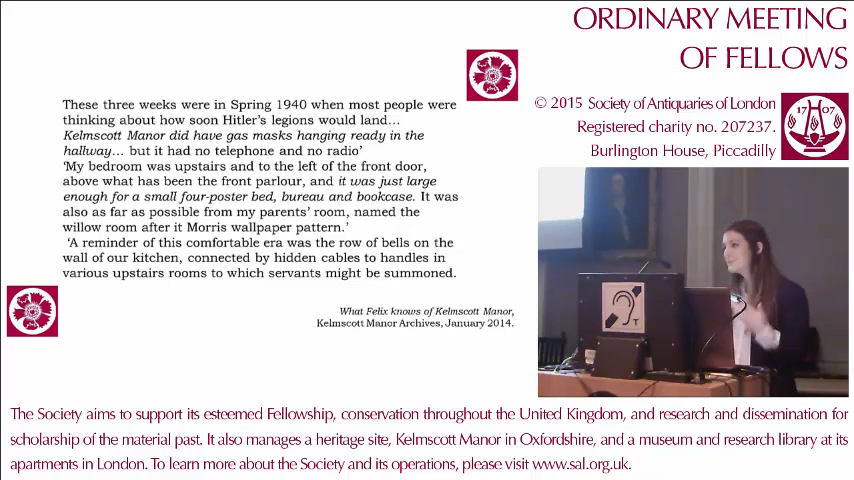 ORDINARY MEETING
OF FELLOWS
© 2015 Society of Antiquaries of London
Registered charity no. 207237.
Burlington House, Piccadilly
17 07
These three weeks were in Spring 1940 when most people were
thinking about how soon Hitler's legions would land...
Kelmscott Manor did have gas masks hanging ready in the
hallway... but it had no telephone and no radio'
'My bedroom was upstairs and to the left of the front door,
above what has been the front parlour, and it was just large
enough for a small four-poster bed, bureau and bookcase. It was
also as far as possible from my parents' room, named the
willow room after it Morris wallpaper pattern.'
'A reminder of this comfortable era was the row of bells on the
wall of our kitchen, connected by hidden cables to handles in
various upstairs rooms to which servants might be summoned.
What Felix knows of Kelmscott Manor,
Kelmscott Manor Archives, January 2014.
T
The Society aims to support its esteemed Fellowship, conservation throughout the United Kingdom, and research and dissemination for
scholarship of the material past. It also manages a heritage site, Kelmscott Manor in Oxfordshire, and a museum and research library at its
apartments in London. To learn more about the Society and its operations, please visit www.sal.org.uk.